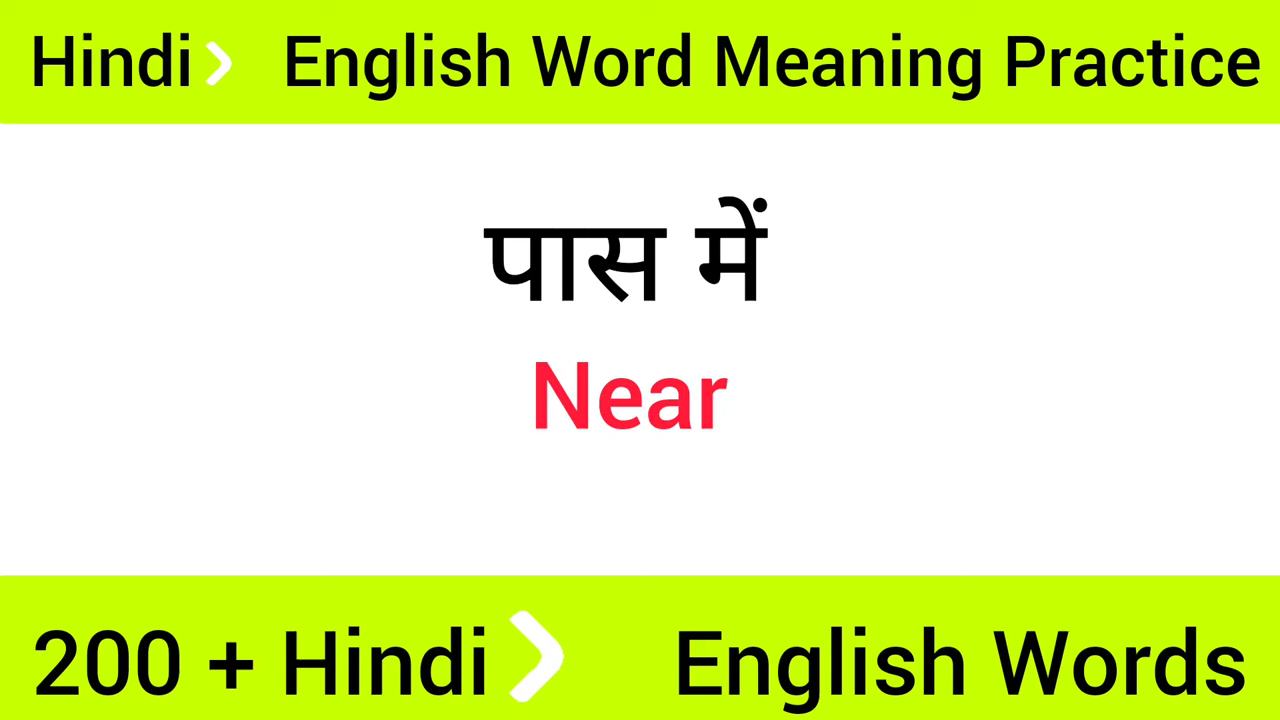 Hindi > English Word Meaning Practice
पास में
Near
200 + Hindi > English Words